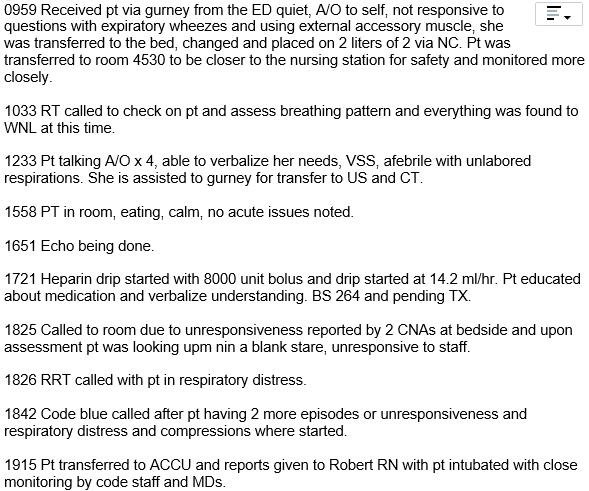 0959 Received pt via gurney from the ED quiet, A/O to self, not responsive to
questions with expiratory wheezes and using external accessory muscle, she
was transferred to the bed, changed and placed on 2 liters of 2 via NC. Pt was
transferred to room 4530 to be closer to the nursing station for safety and monitored more
closely.

1033 RT called to check on pt and assess breathing pattern and everything was found to
WNL at this time.

1233 Pt talking A/O x 4, able to verbalize her needs, VSS, afebrile with unlabored
respirations. She is assisted to gurney for transfer to US and CT.

1558 PT in room, eating, calm, no acute issues noted.

1651 Echo being done.

1721 Heparin drip started with 8000 unit bolus and drip started at 14.2 ml/hr. Pt educated
about medication and verbalize understanding. BS 264 and pending TX.

1825 Called to room due to unresponsiveness reported by 2 CNAs at bedside and upon
assessment pt was looking upm nin a blank stare, unresponsive to staff.

1826 RRT called with pt in respiratory distress.

1842 Code blue called after pt having 2 more episodes or unresponsiveness and
respiratory distress and compressions where started.

1915 Pt transferred to ACCU and reports given to Robert RN with pt intubated with close
monitoring by code staff and MDs.